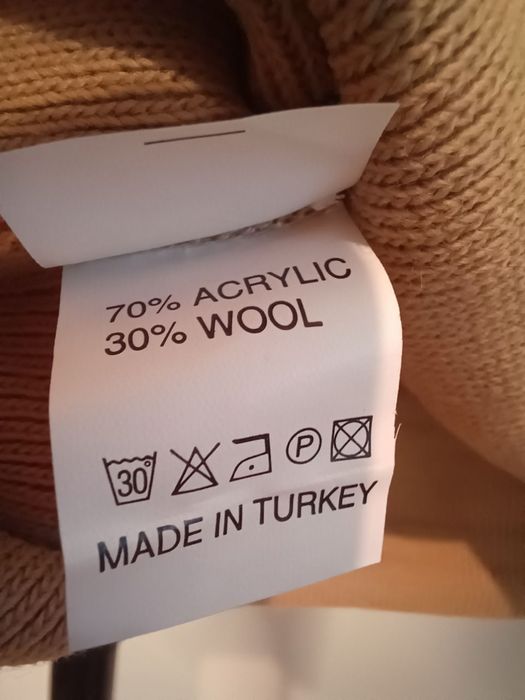 70% ACRYLIC
30% WOOL
30° P
MADE IN TURKEY